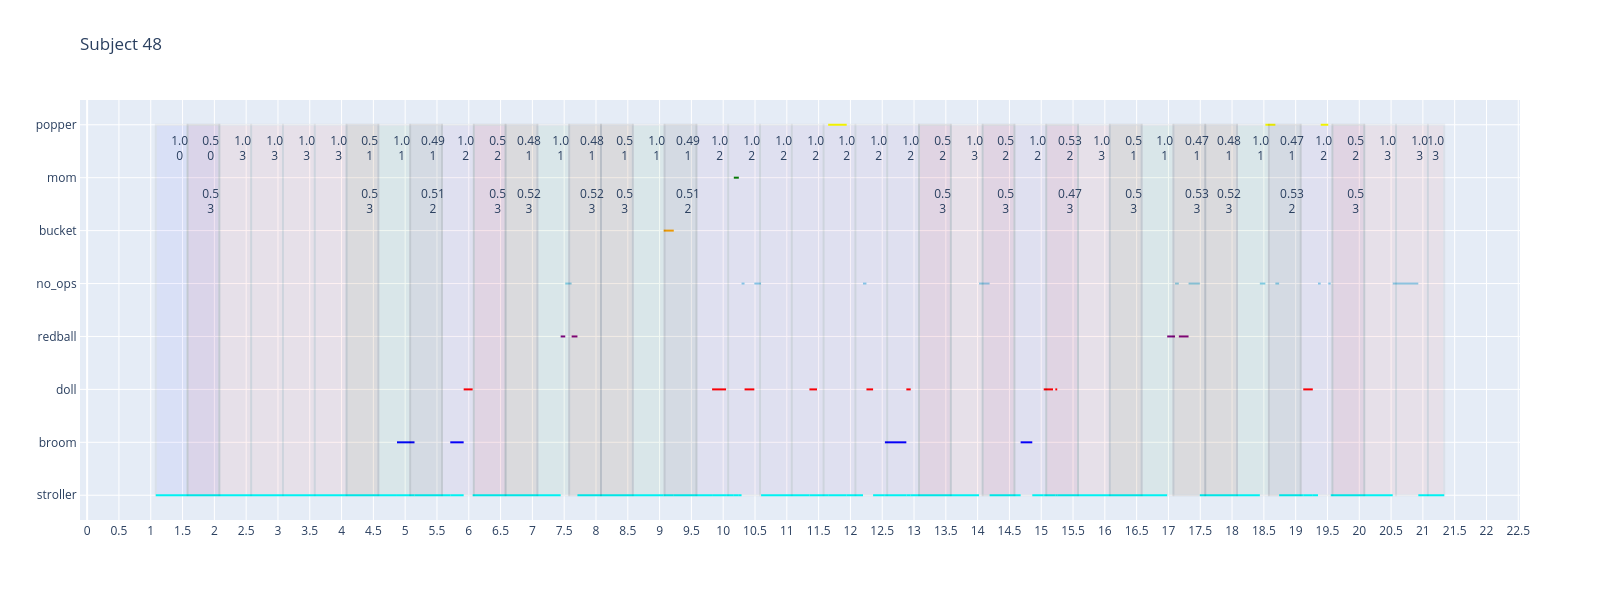 Subject 48
popper
1.0 0.5 1.0 1.0 1.0 1.0 0.5 1.0 0.49 1.0 0.5 0.48 1.0 0.48 0.5 1.0 0.49 1.0 1.0 1.0 1.0 1.0 1.0 1.0 0.5 1.0 0.5 1.0 0.53 1.0 0.5 1.0 0.47 0.48 1.0 0.47 1.0 0.5 1.0 1.0 1.0
0 0 3 3 3 3 1 1 1 2 2 1 1 1 1 1 1 2 2 2 2 2 2 2 2 3 2 2 2 3 1 1 1 1 1 1 2 2 3 3 3
mom
0.5 0.5 0.51 0.5 0.52 0.52 0.5 0.51 0.5 0.5 0.47 0.5 0.53 0.52 0.53 0.5
3 3 2 3 3 3 3 2 3 3 3 3 3 3 2 3
bucket
no_ops
redball
doll
broom
stroller
0 0.5 1 1.5 2 2.5 3 3.5 4 4.5 5 5.5 6 6.5 7 7.5 8 8.5 9 9.5 10 10.5 11 11.5 12 12.5 13 13.5 14 14.5 15 15.5 16 16.5 17 17.5 18 18.5 19 19.5 20 20.5 21 21.5 22 22.5